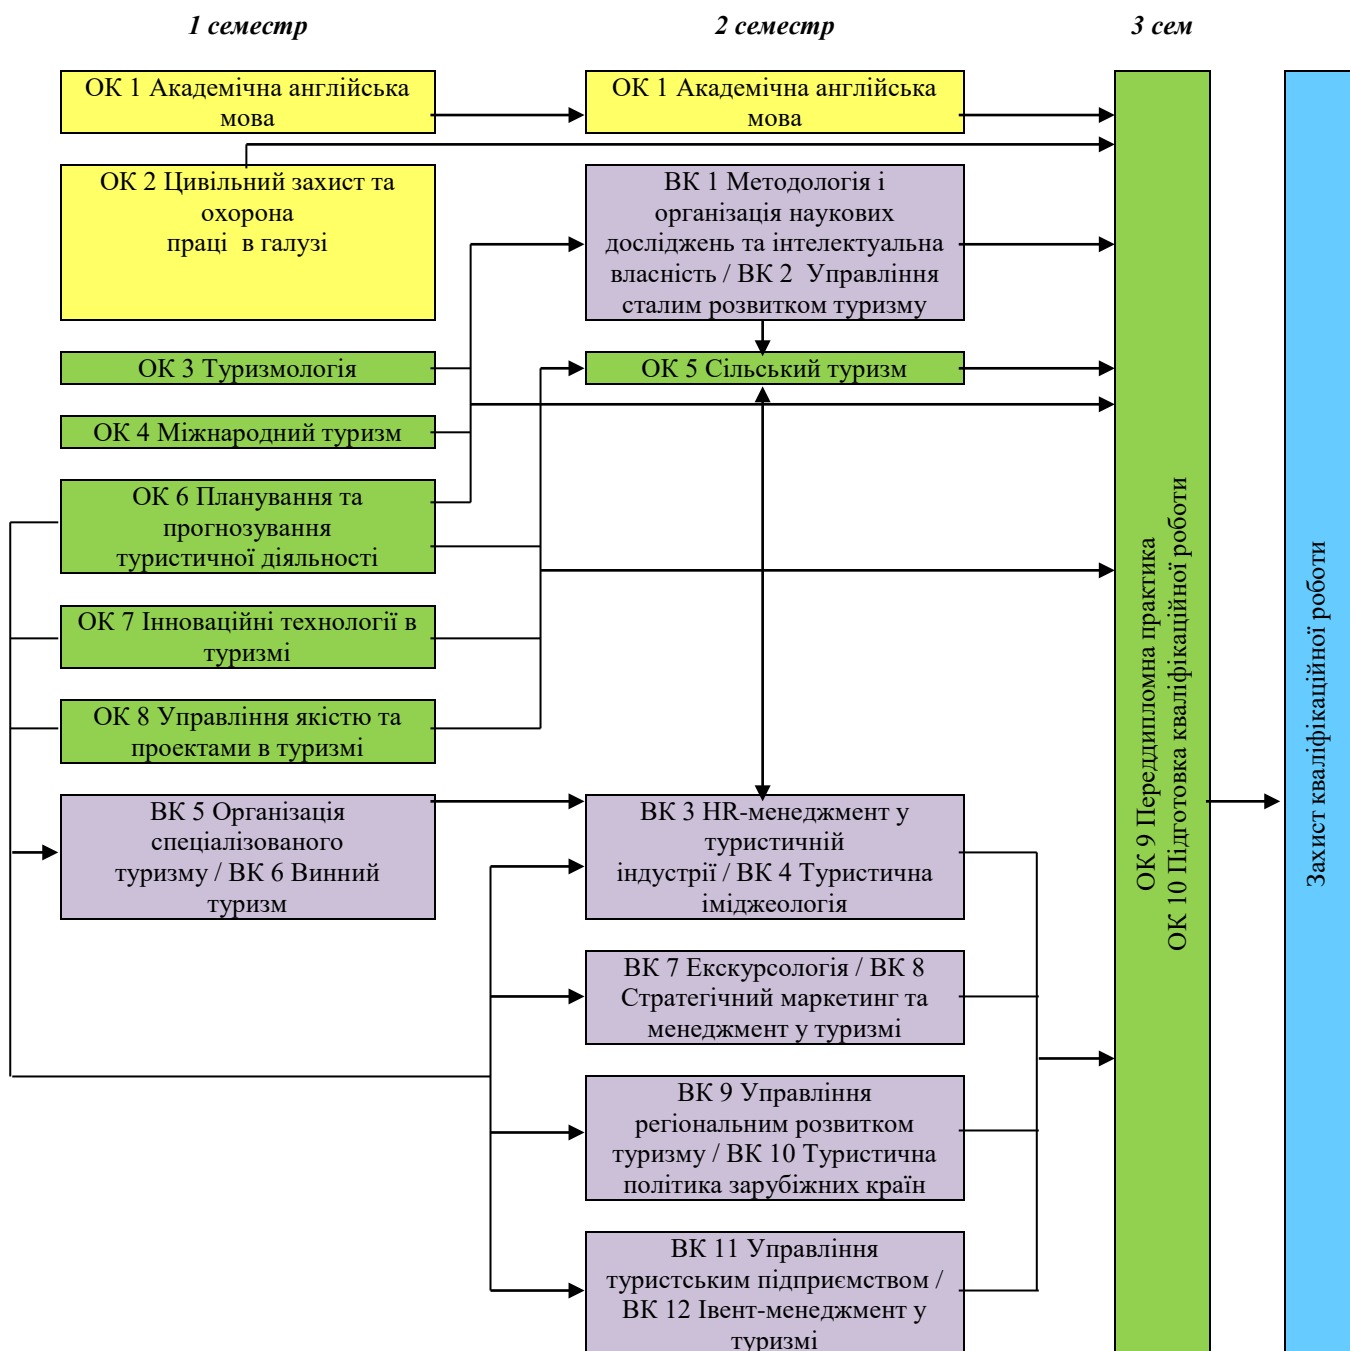 1 семестр
2 семестр
3 сем
ОК 1 Академічна англійська
мова
ОК 1 Академічна англійська
мова
ОК 2 Цивільний захист та
охорона
праці в галузі
ВК 1 Методологія і
організація наукових
досліджень та інтелектуальна
власність / ВК 2 Управління
сталим розвитком туризму
ОК 3 Туризмологія
ОК 5 Сільський туризм
ОК 4 Міжнародний туризм
ОК 6 Планування та
прогнозування
туристичної діяльності
ОК 7 Інноваційні технології в
туризмі
ОК 8 Управління якістю та
проектами в туризмі
ВК 5 Організація
спеціалізованого
туризму / ВК 6 Винний
туризм
ВК 3 HR-менеджмент у
туристичній
індустрії / ВК 4 Туристична
іміджеологія
ВК 7 Екскурсологія / ВК 8
Стратегічний маркетинг та
менеджмент у туризмі
ВК 9 Управління
регіональним розвитком
туризму / ВК 10 Туристична
політика зарубіжних країн
ВК 11 Управління
туристським підприємством /
ВК 12 Івент-менеджмент у
туризмі
ОК 9 Переддипломна практика
ОК 10 Підготовка кваліфікаційної роботи
Захист кваліфікаційної роботи